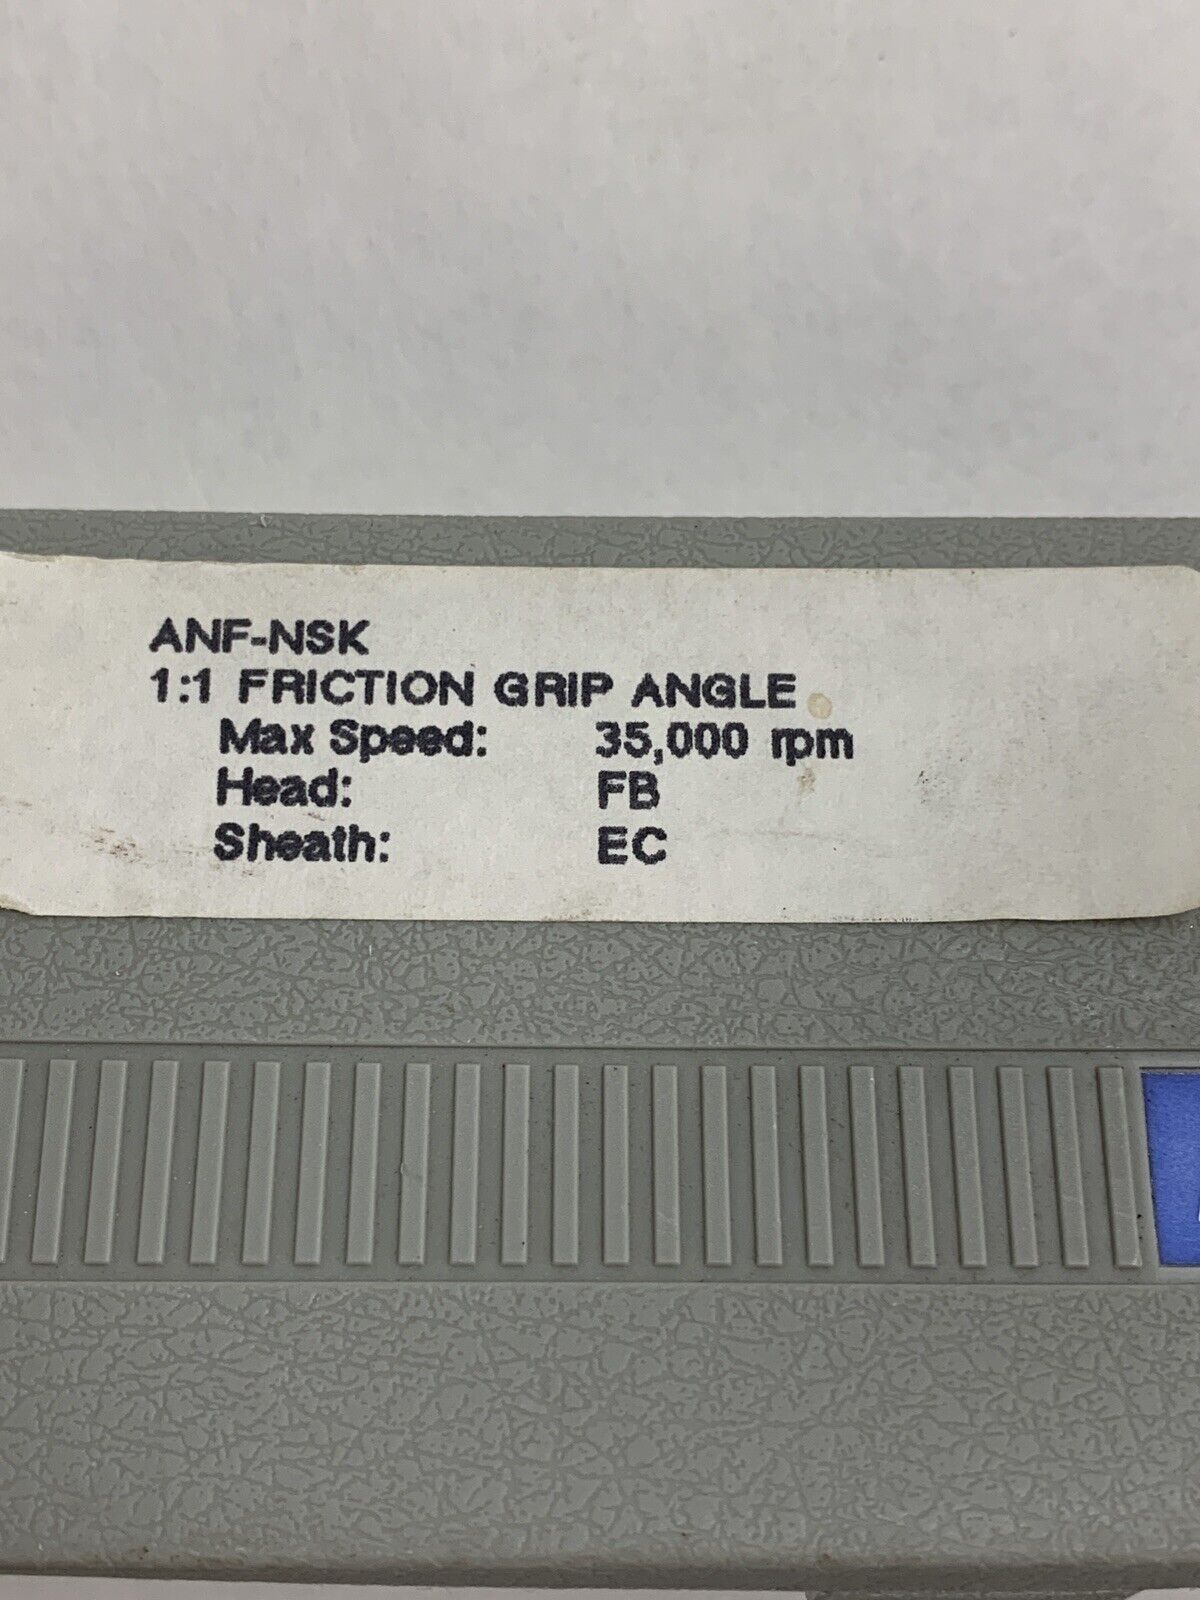 ANF-NSK
1:1 FRICTION GRIP ANGLE
Max Speed: 35,000 rpm
Head: FB
Sheath: EC